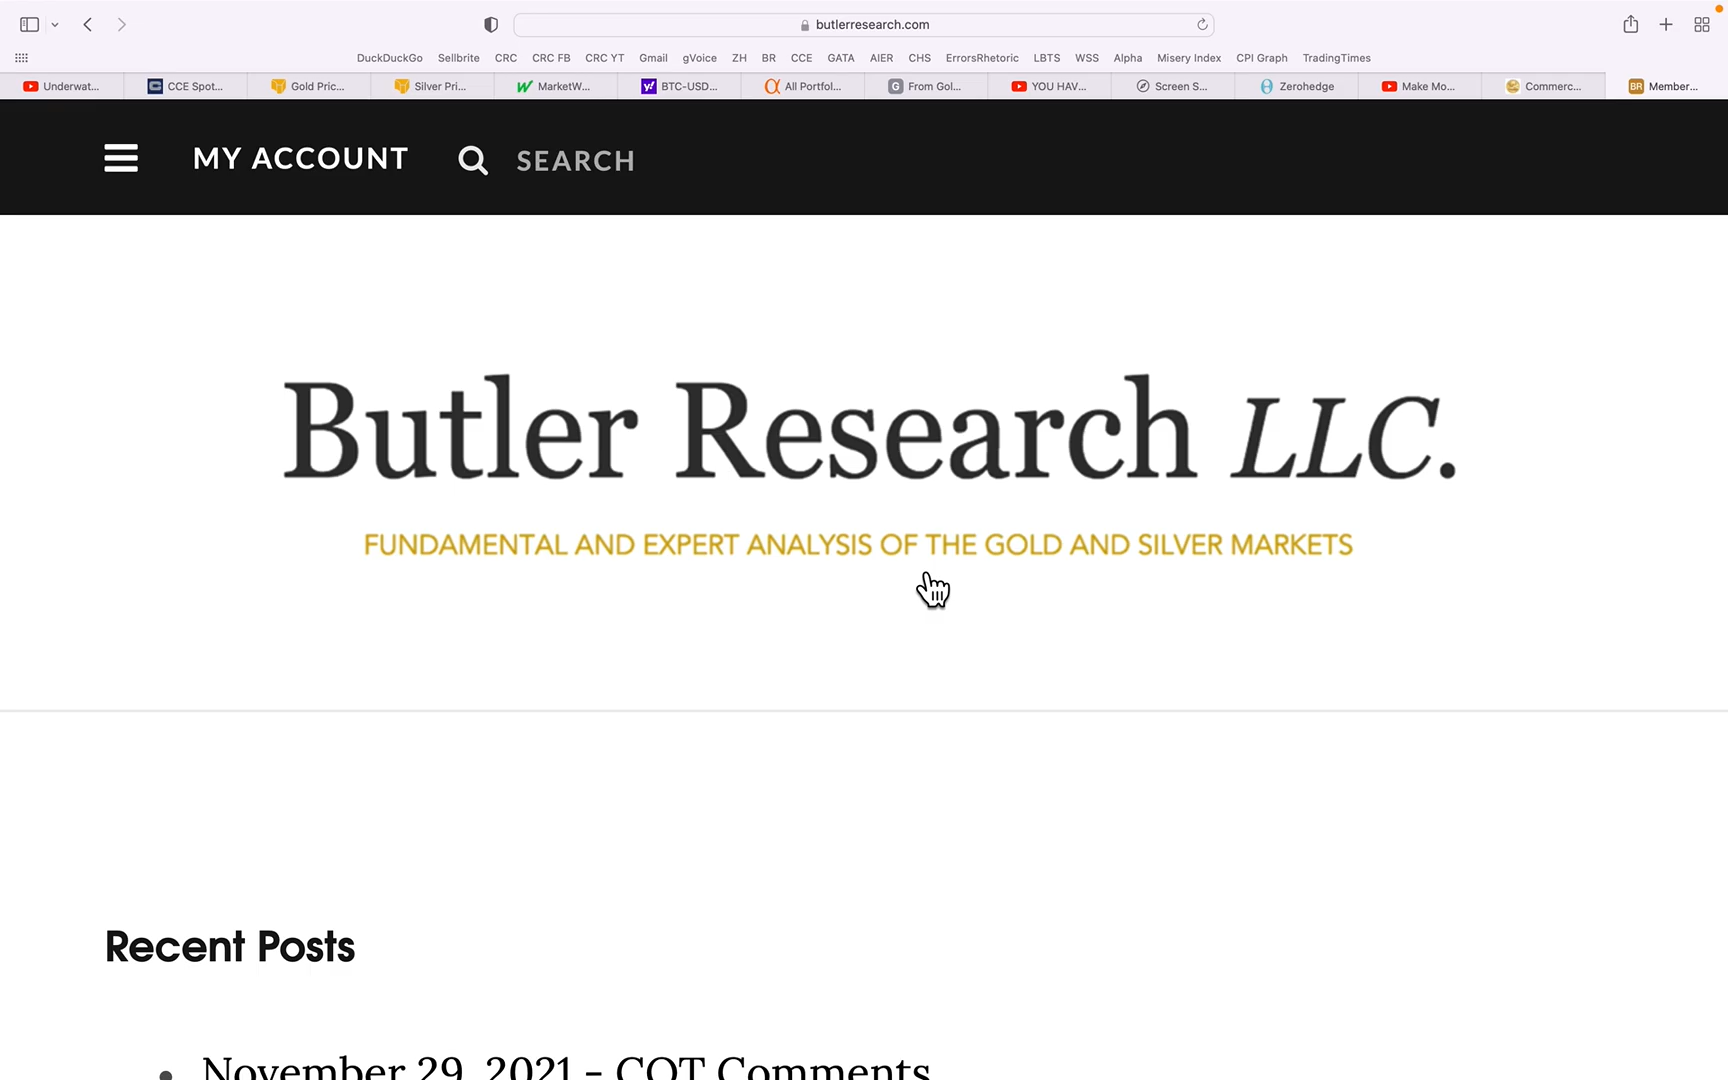 butlerresearch.com
DuckDuckGo Sellbrite CRC CRC FB CRC YT Gmail gVoice ZH BR CCE GATA AIER CHS ErrorsRhetoric LBTS WSS Alpha Misery Index CPI Graph TradingTimes
Underwat... CCE Spot... Gold Pric... Silver Pri... MarketW... BTC-USD... All Portfol... From Gol... YOU HAV... Screen S... Zerohedge Make Mo... Commerc... BR Member...
MY ACCOUNT SEARCH
Butler Research LLC.
FUNDAMENTAL AND EXPERT ANALYSIS OF THE GOLD AND SILVER MARKETS
Recent Posts
November 29, 2021 – COT Comments